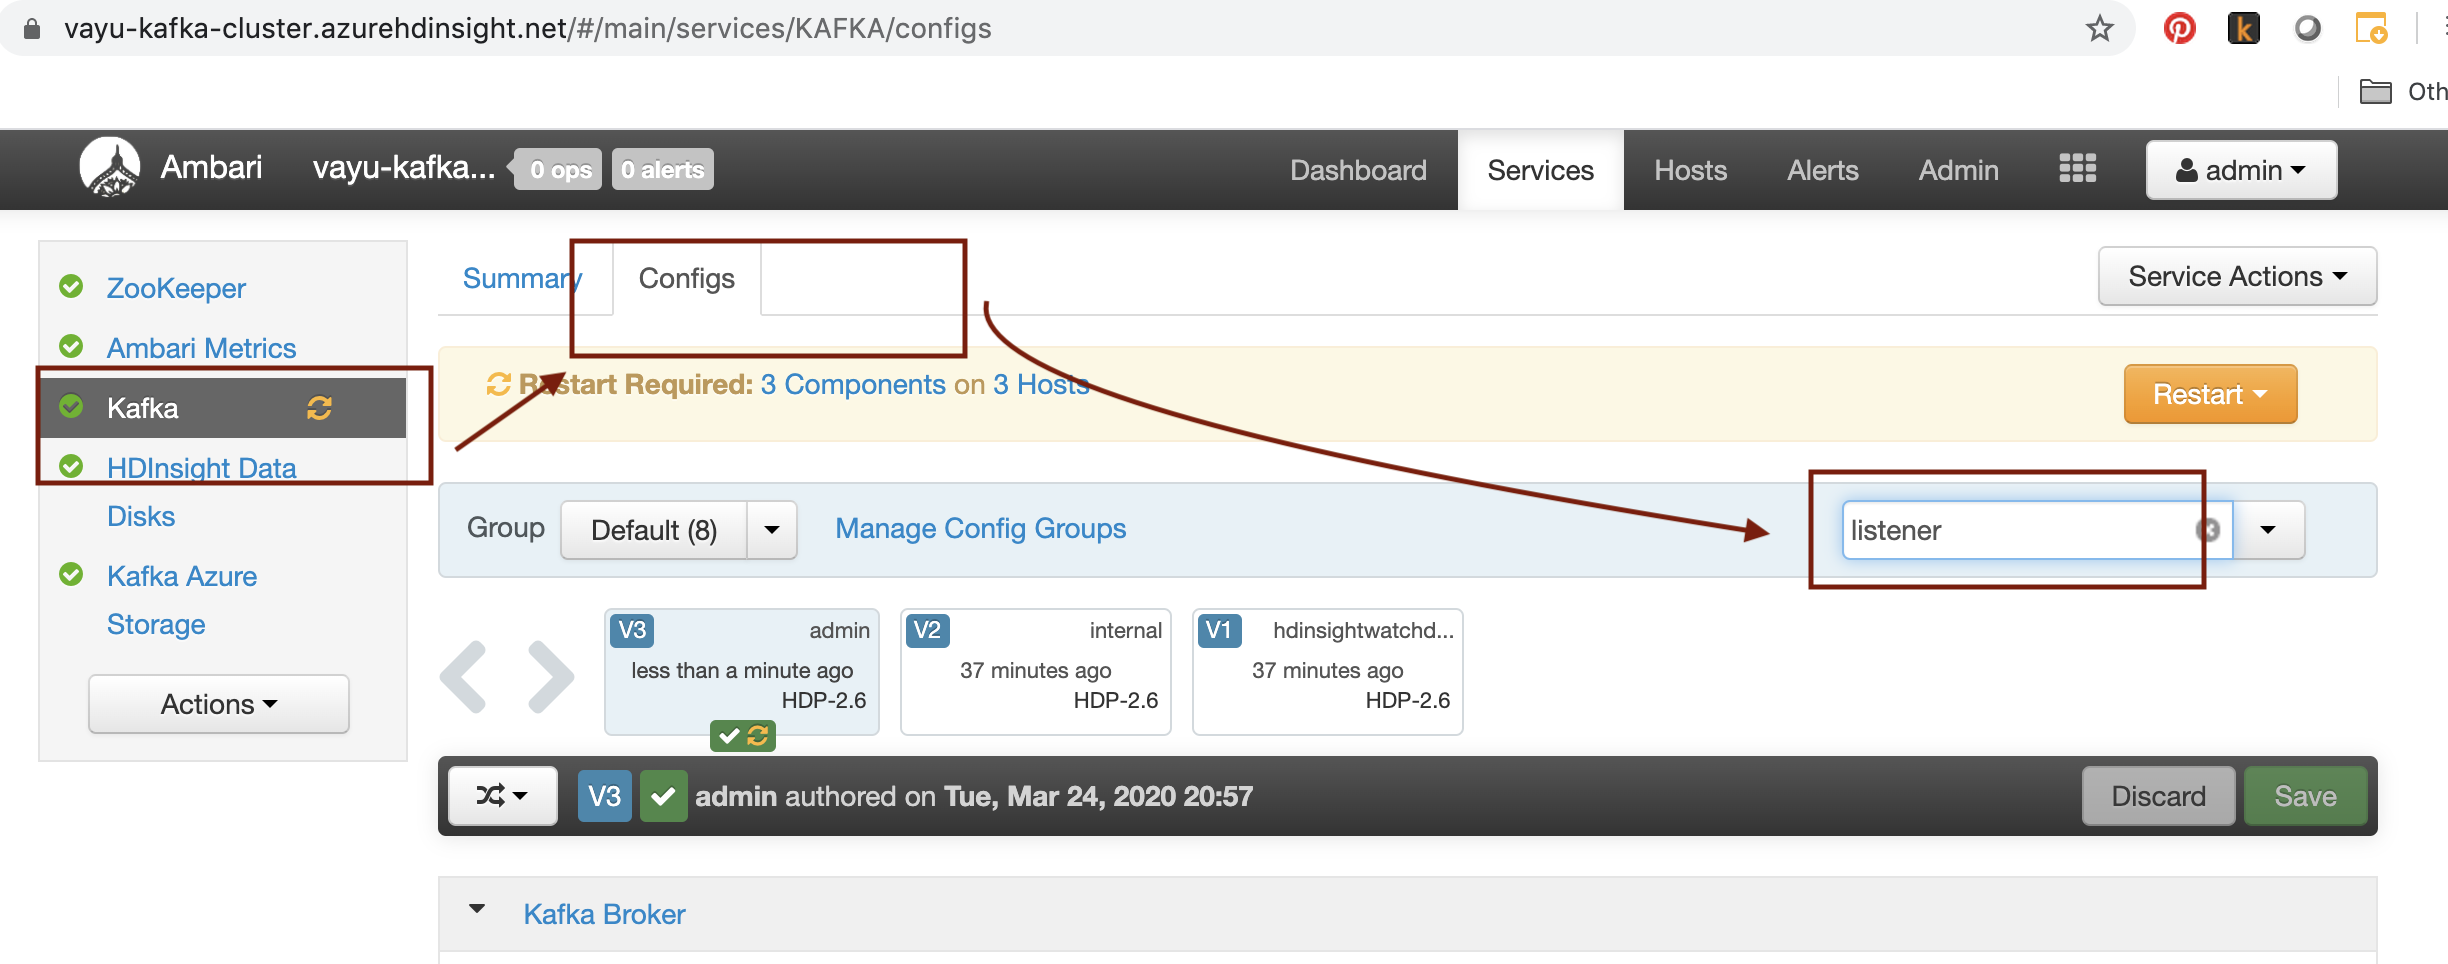 vayu-kafka-cluster.azurehdinsight.net/#/main/services/KAFKA/configs
k
Oth
Ambari vayu-kafka... 0 ops 0 alerts Dashboard Services Hosts Alerts Admin admin
ZooKeeper
Ambari Metrics
Kafka
HDInsight Data
Disks
Kafka Azure
Storage
Actions
Summary Configs Service Actions
Restart Required: 3 Components on 3 Hosts Restart
Group Default (8) Manage Config Groups listener
V3 admin
less than a minute ago
HDP-2.6
V2 internal
37 minutes ago
HDP-2.6
V1 hdinsightwatchd...
37 minutes ago
HDP-2.6
V3 admin authored on Tue, Mar 24, 2020 20:57 Discard Save
Kafka Broker